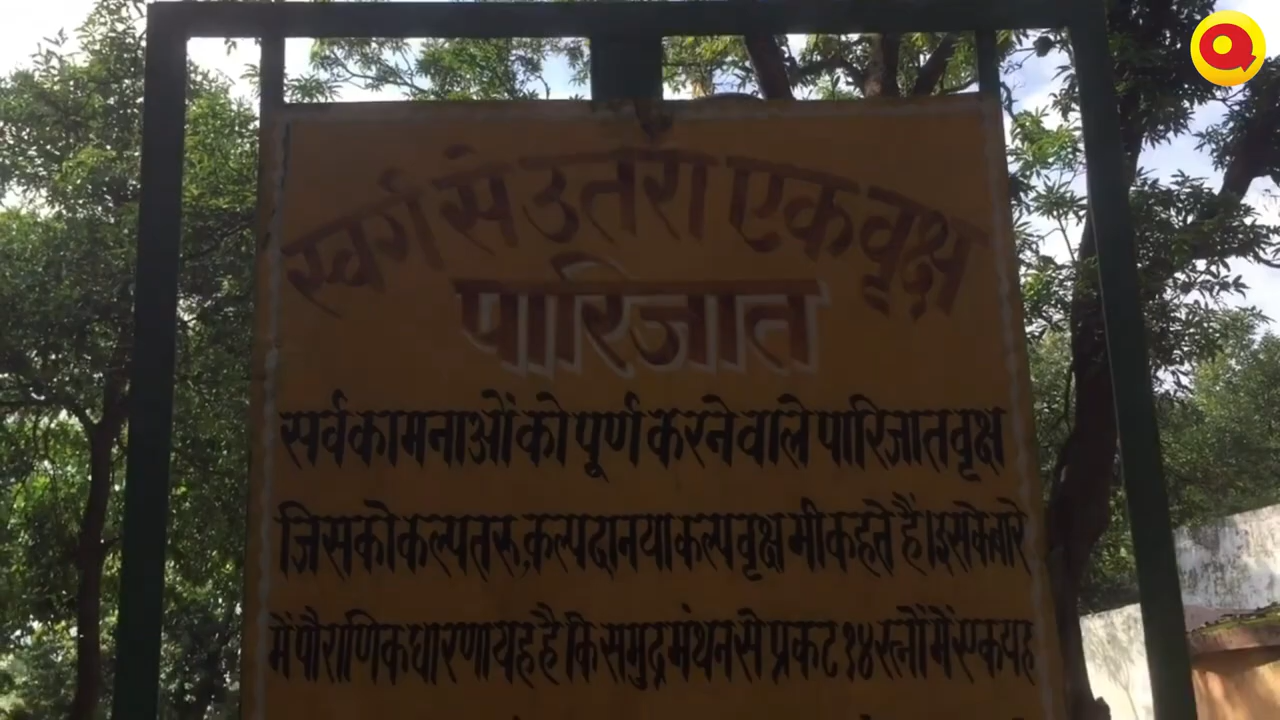 स्वर्ग से उतरा एक वृक्ष
पारिजात
सर्व कामनाओं को पूर्ण करने वाले पारिजात वृक्ष
जिसको कल्पतरू, कल्पदानया कल्पवृक्ष भी कहते हैं। इसके बारे
में पौराणिक धारणा यह है कि समुद्र मंथन से प्रकट १४ रत्नों में एक यह